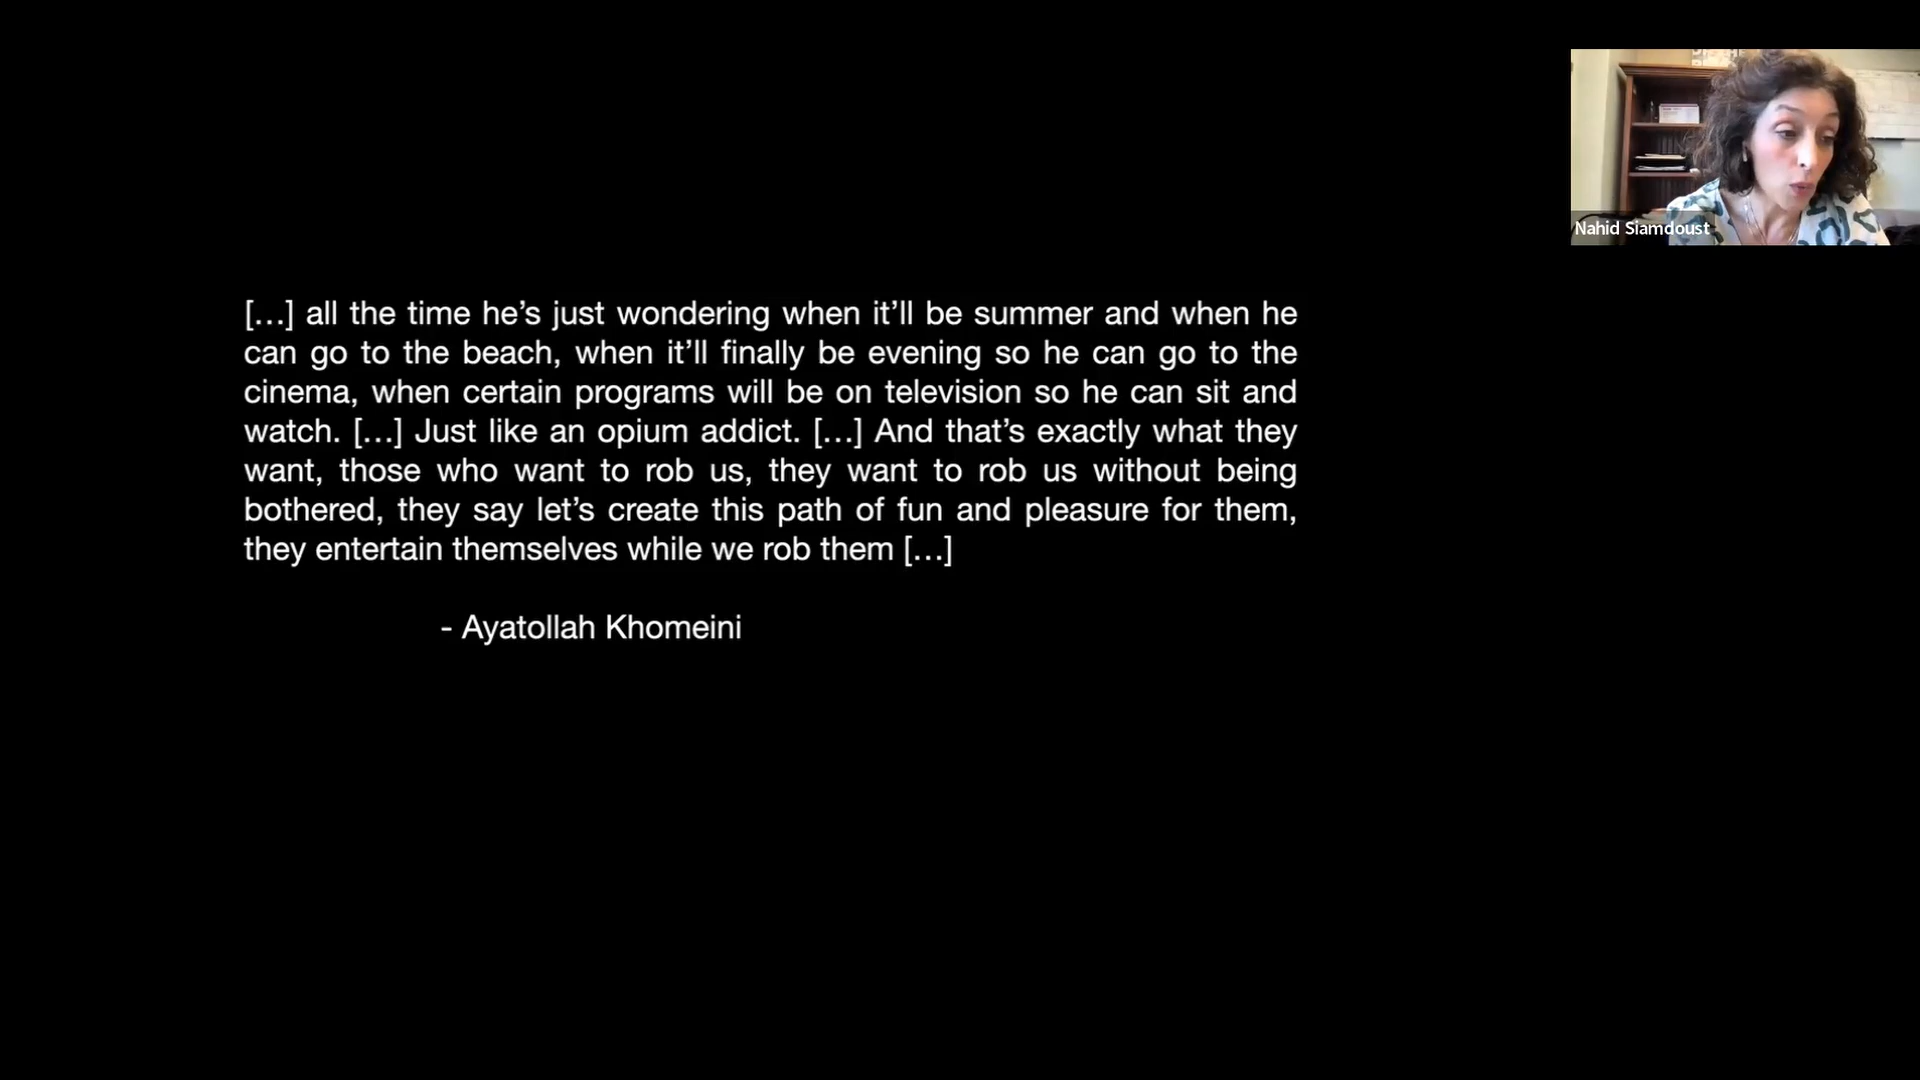 […] all the time he’s just wondering when it’ll be summer and when he
can go to the beach, when it’ll finally be evening so he can go to the
cinema, when certain programs will be on television so he can sit and
watch. […] Just like an opium addict. […] And that’s exactly what they
want, those who want to rob us, they want to rob us without being
bothered, they say let’s create this path of fun and pleasure for them,
they entertain themselves while we rob them […]
- Ayatollah Khomeini
Nahid Siamdoust